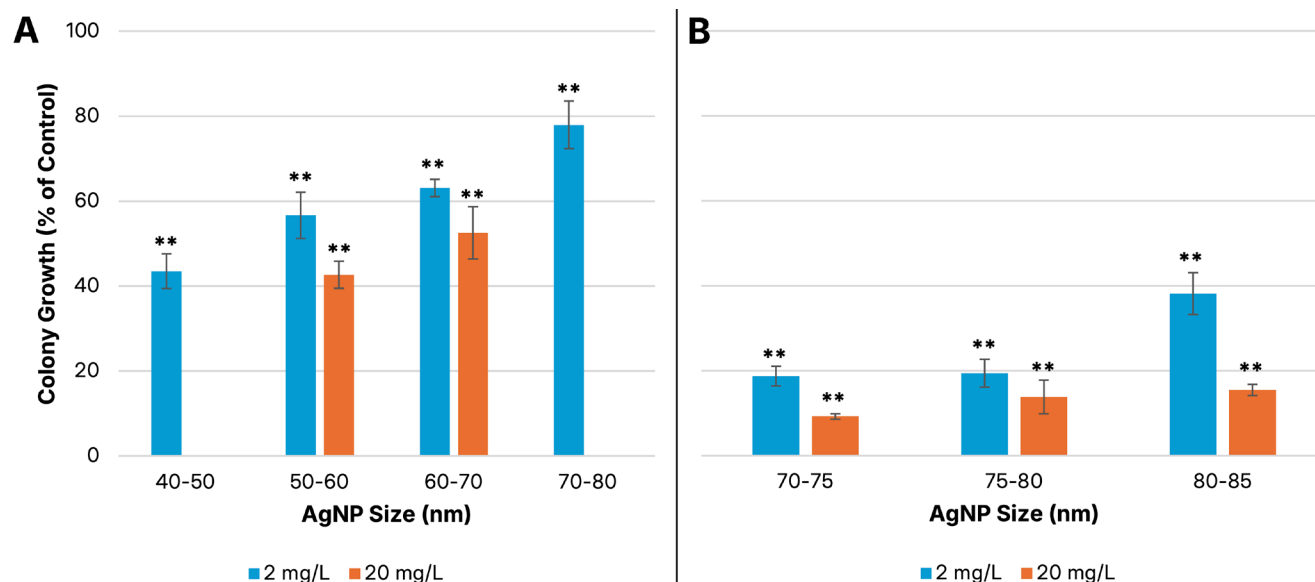 A
100
80
60
40
20
0
Colony Growth (% of Control)
**
**
**
**
**
**
40-50 50-60 60-70 70-80
AgNP Size (nm)
2 mg/L 20 mg/L
B
**
**
**
**
**
**
70-75 75-80 80-85
AgNP Size (nm)
2 mg/L 20 mg/L